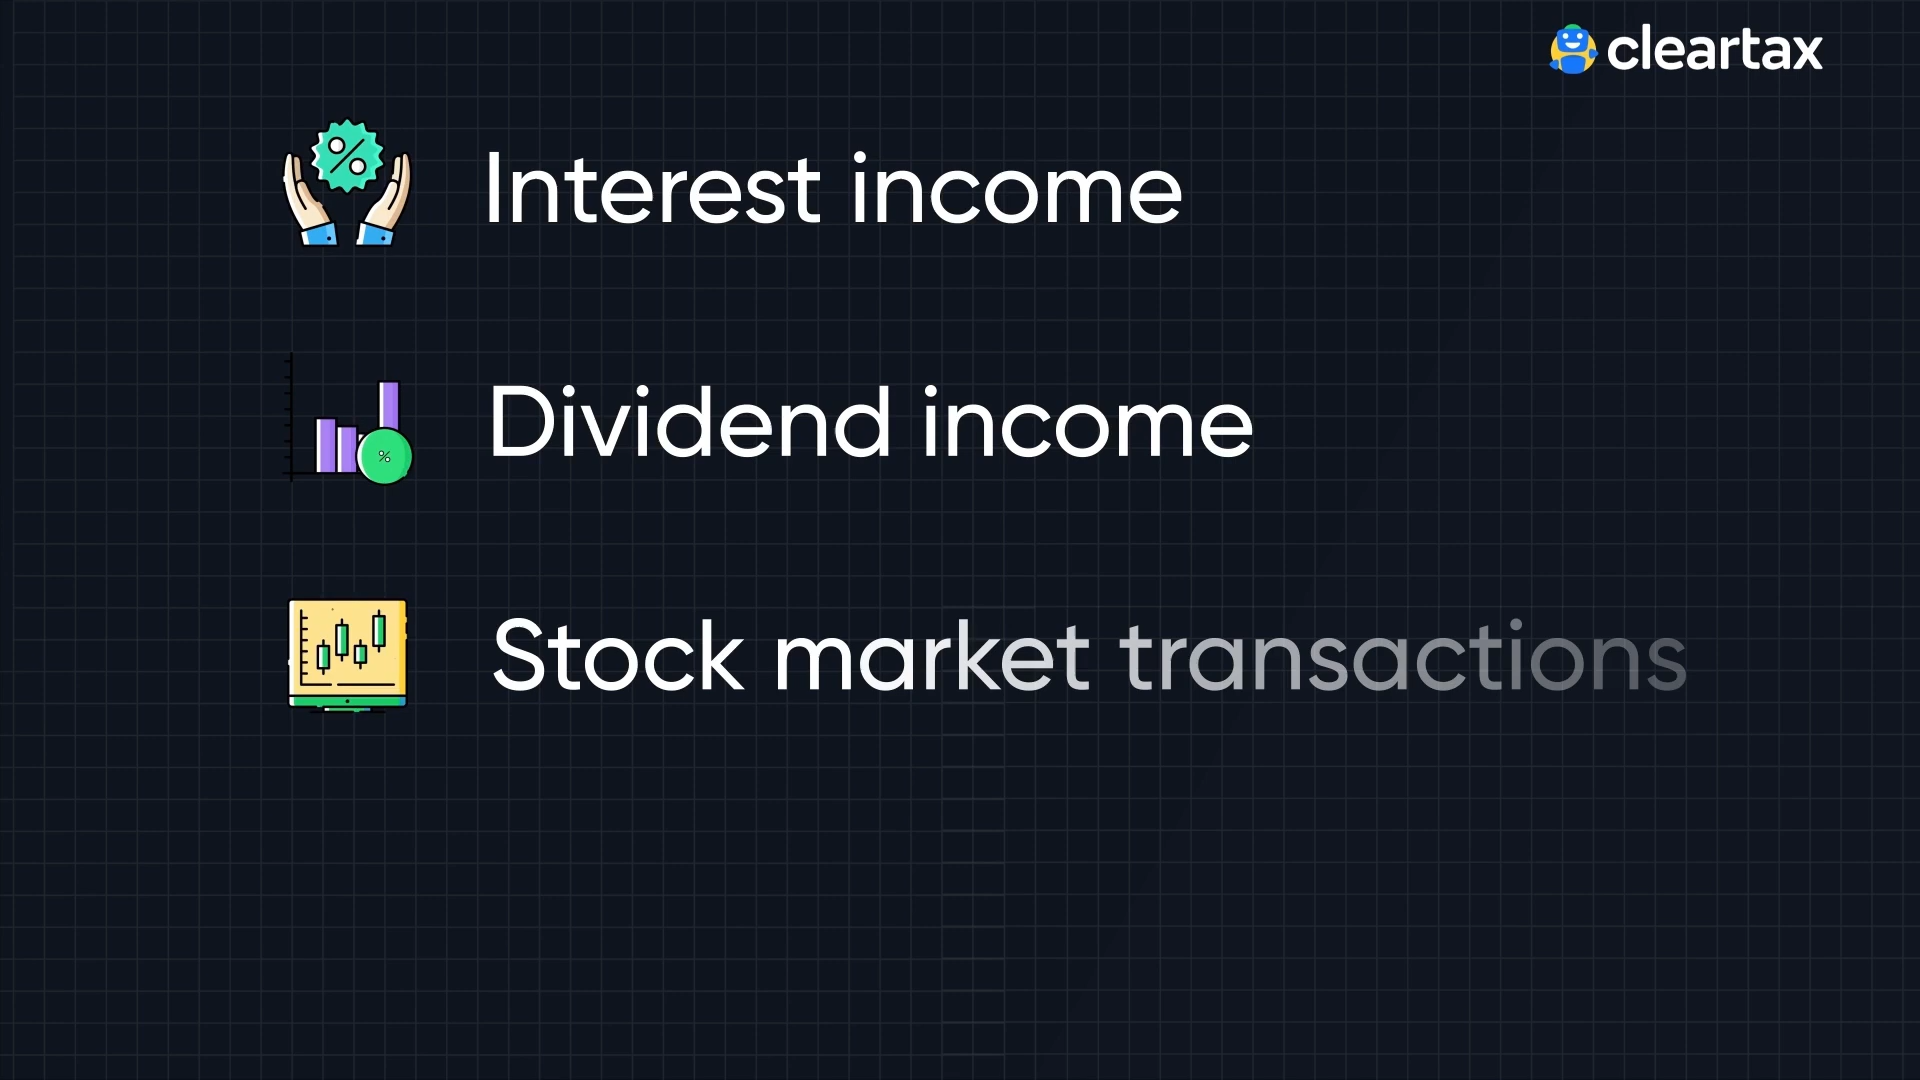 cleartax
Interest income
Dividend income
Stock market transactions